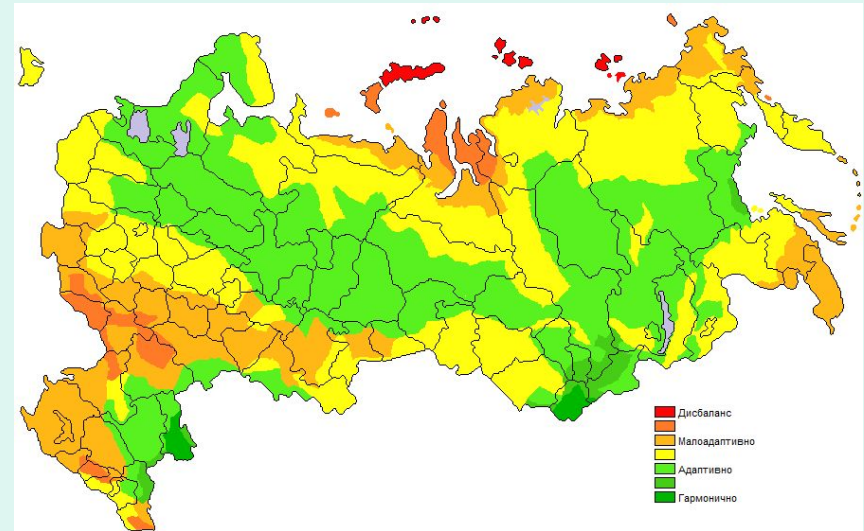 Дисбаланс
Малоадаптивно
Адаптивно
Гармонично